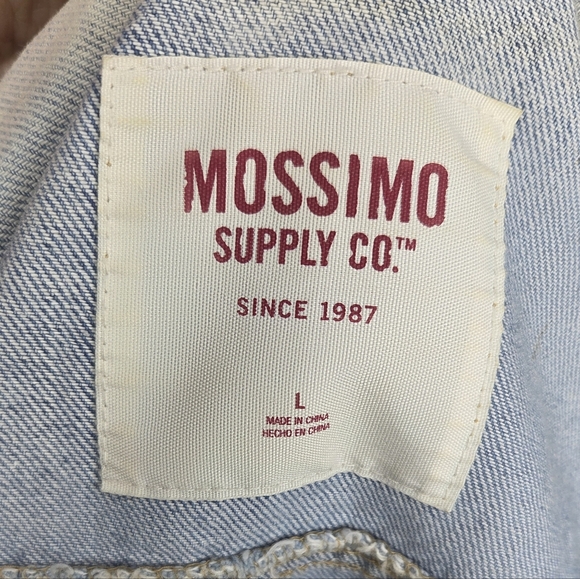 MOSSIMO
SUPPLY CO.™
SINCE 1987
L
MADE IN CHINA
HECHO EN CHINA